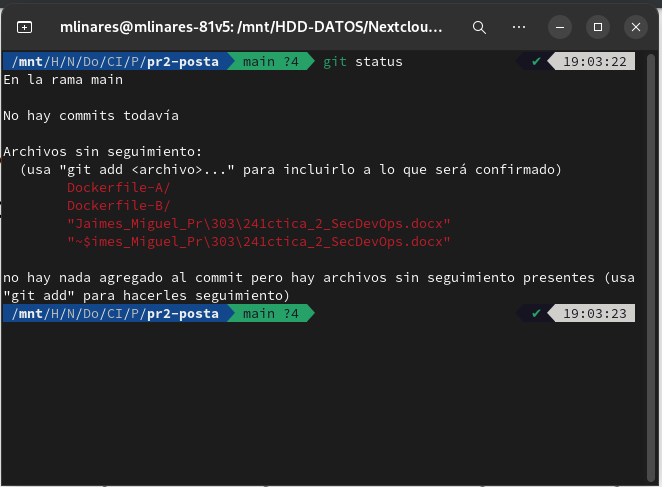 mlinares@mlinares-81v5: /mnt/HDD-DATOS/Nextclou...
/mnt/H/N/Do/CI/P/pr2-posta main ?4 git status ✔ 19:03:22
En la rama main
No hay commits todavía
Archivos sin seguimiento:
(usa "git add <archivo>..." para incluirlo a lo que será confirmado)
Dockerfile-A/
Dockerfile-B/
"Jaimes_Miguel_Pr\303\241ctica_2_SecDevOps.docx"
"~$imes_Miguel_Pr\303\241ctica_2_SecDevOps.docx"
no hay nada agregado al commit pero hay archivos sin seguimiento presentes (usa
"git add" para hacerles seguimiento)
/mnt/H/N/Do/CI/P/pr2-posta main ?4 ✔ 19:03:23